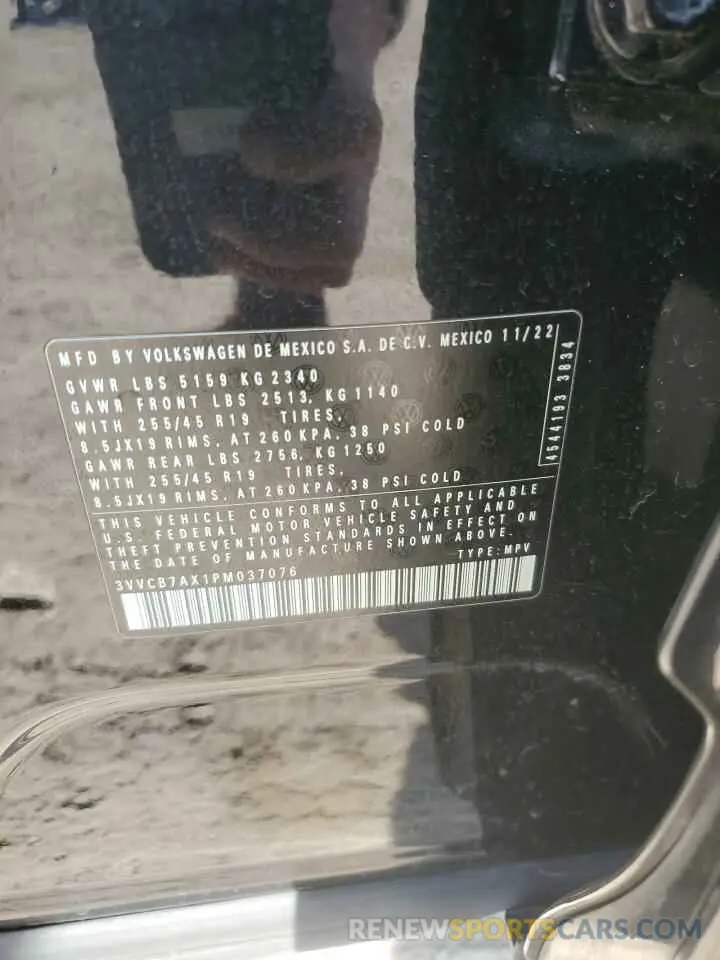 MFD BY VOLKSWAGEN DE MEXICO S.A. DE C.V. MEXICO 11/22
GVWR LBS 5159 KG 2340
GAWR FRONT LBS 2513, KG 1140
WITH 255/45 R19 TIRES,
8.5JX19 RIMS, AT 260 KPA, 38 PSI COLD
GAWR REAR LBS 2756, KG 1250
WITH 255/45 R19 TIRES,
8.5JX19 RIMS, AT 260 KPA, 38 PSI COLD
4544193 3834
THIS VEHICLE CONFORMS TO ALL APPLICABLE
U.S. FEDERAL MOTOR VEHICLE SAFETY AND
THEFT PREVENTION STANDARDS IN EFFECT ON
THE DATE OF MANUFACTURE SHOWN ABOVE.
3VVCB7AX1PM037076 TYPE: MPV
RENEWSPORTSCARS.COM